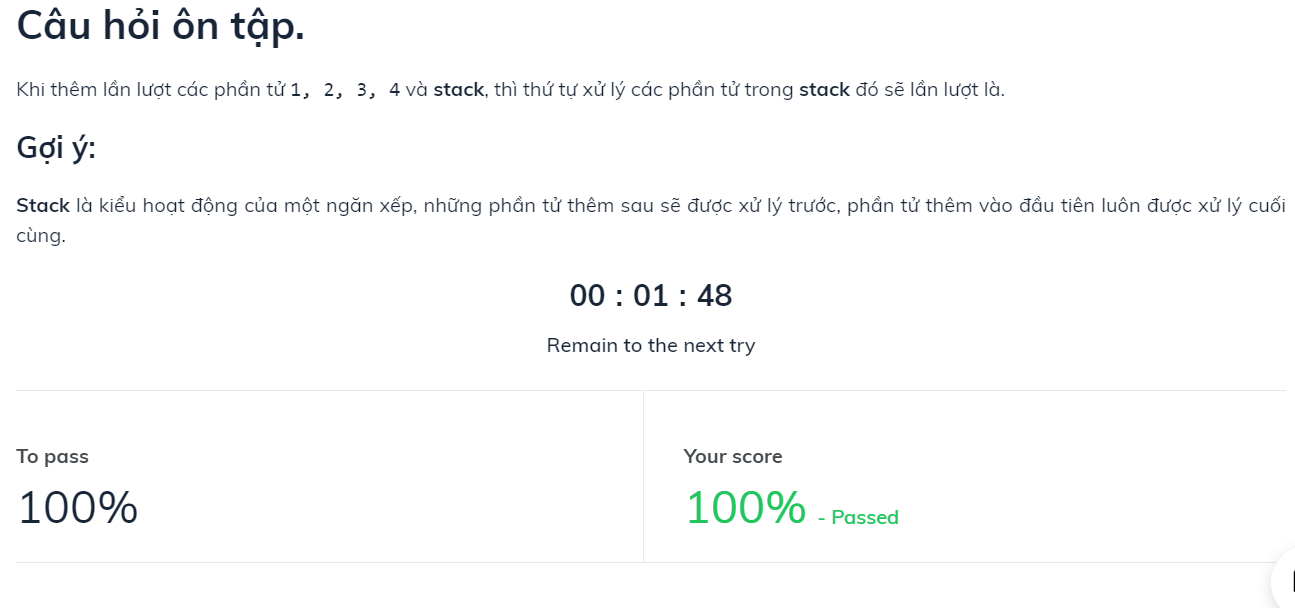 Câu hỏi ôn tập.
Khi thêm lần lượt các phần tử 1, 2, 3, 4 và stack, thì thứ tự xử lý các phần tử trong stack đó sẽ lần lượt là.
Gợi ý:
Stack là kiểu hoạt động của một ngăn xếp, những phần tử thêm sau sẽ được xử lý trước, phần tử thêm vào đầu tiên luôn được xử lý cuối
cùng.
00 : 01 : 48
Remain to the next try
To pass
Your score
100%
100% - Passed